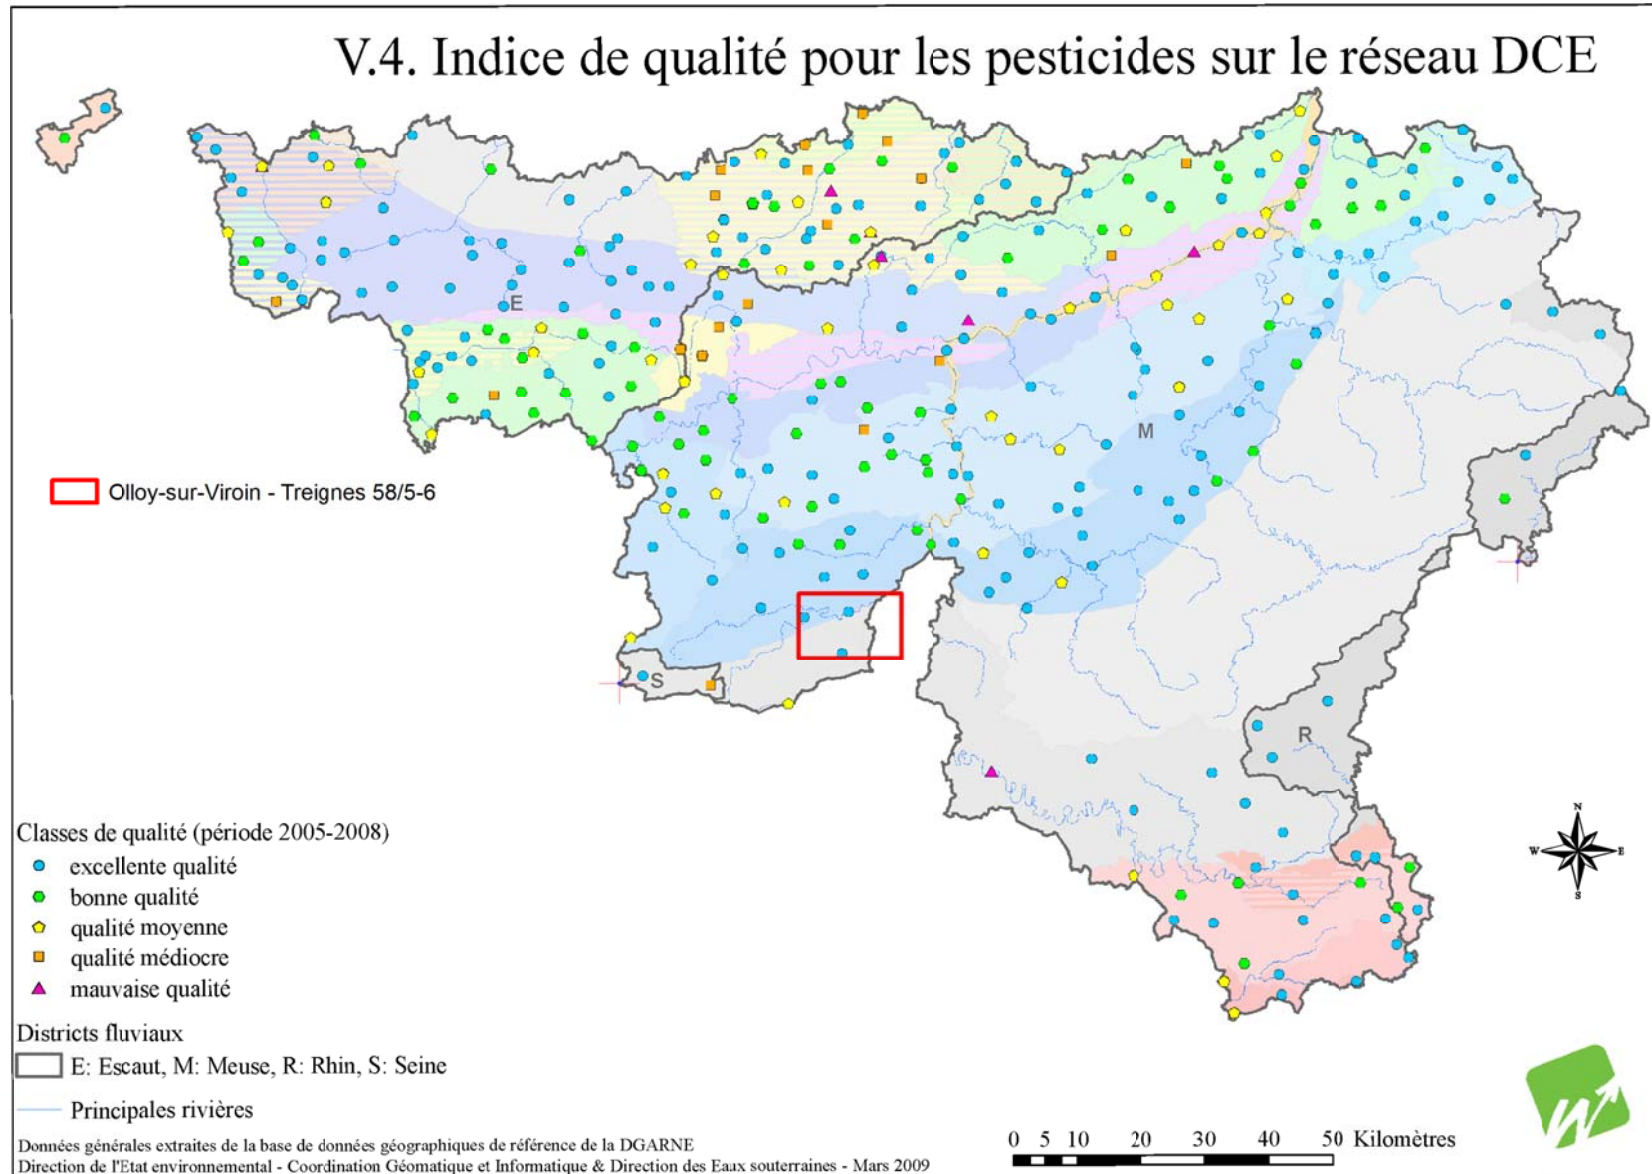 V.4. Indice de qualité pour les pesticides sur le réseau DCE
E
M
Olloy-sur-Viroin - Treignes 58/5-6
S
R
Classes de qualité (période 2005-2008)
excellente qualité
bonne qualité
qualité moyenne
qualité médiocre
mauvaise qualité
N
W E
S
Districts fluviaux
E: Escaut, M: Meuse, R: Rhin, S: Seine
Principales rivières
0 5 10 20 30 40 50 Kilomètres
Données générales extraites de la base de données géographiques de référence de la DGARNE
Direction de l'Etat environnemental - Coordination Géomatique et Informatique & Direction des Eaux souterraines - Mars 2009
W